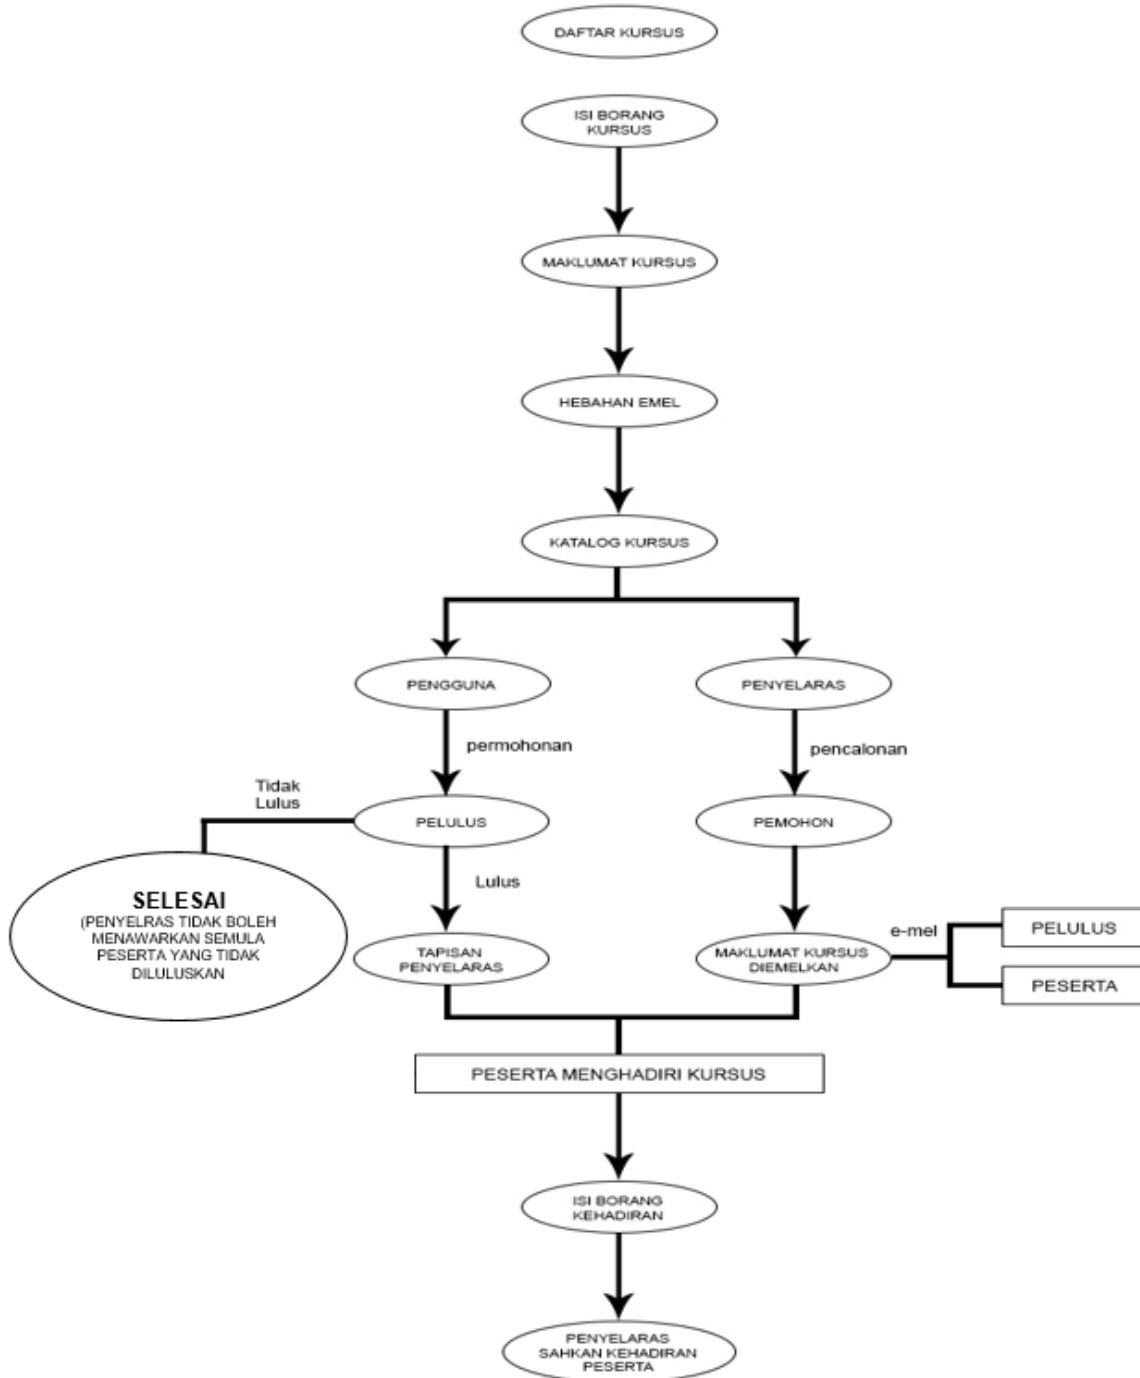 DAFTAR KURSUS
ISI BORANG
KURSUS
MAKLUMAT KURSUS
HEBAHAN EMEL
KATALOG KURSUS
PENGGUNA
PENYELARAS
permohonan
pencalonan
Tidak
Lulus
PELULUS
PEMOHON
Lulus
SELESAI
(PENYELRAS TIDAK BOLEH
MENAWARKAN SEMULA
PESERTA YANG TIDAK
DILULUSKAN
TAPISAN
PENYELARAS
MAKLUMAT KURSUS
DIEMELKAN
e-mel
PELULUS
PESERTA
PESERTA MENGHADIRI KURSUS
ISI BORANG
KEHADIRAN
PENYELARAS
SAHKAN KEHADIRAN
PESERTA